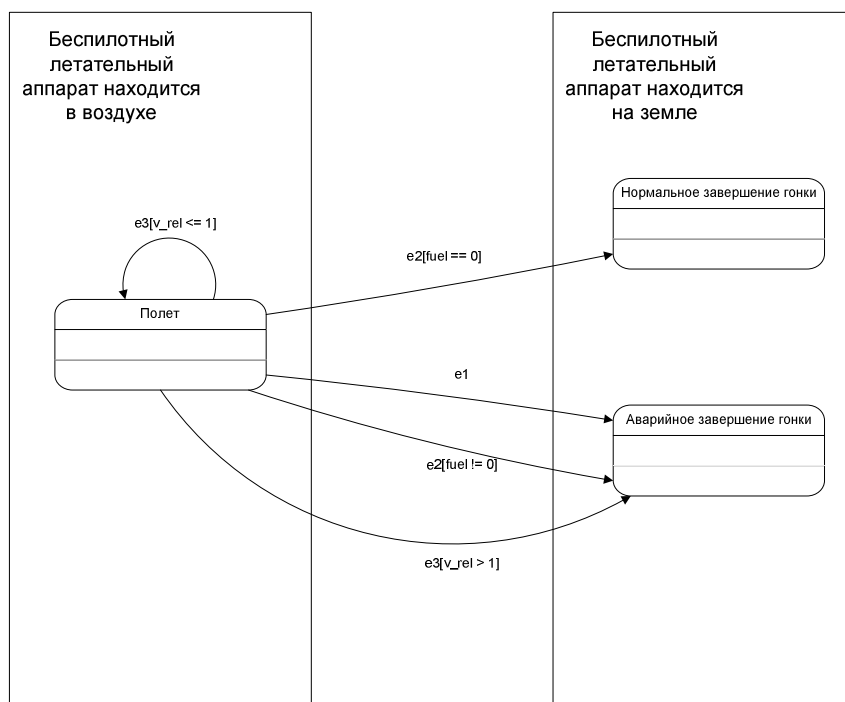 Беспилотный
летательный
аппарат находится
в воздухе
Беспилотный
летательный
аппарат находится
на земле
Нормальное завершение гонки
e3[v_rel <= 1]
e2[fuel == 0]
Полет
e1
Аварийное завершение гонки
e2[fuel != 0]
e3[v_rel > 1]